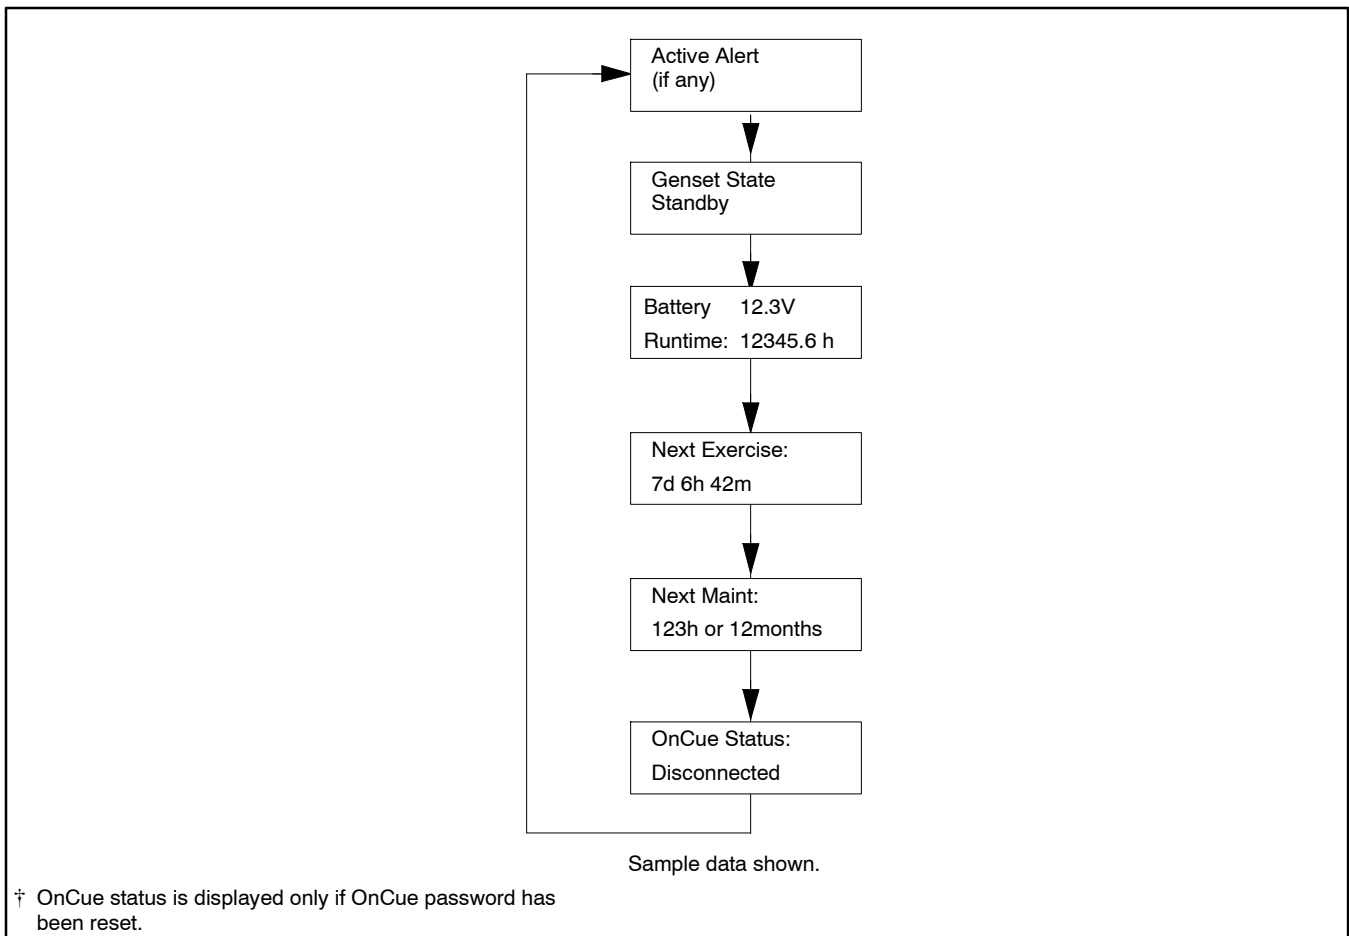 Active Alert
(if any)
Genset State
Standby
Battery 12.3V
Runtime: 12345.6 h
Next Exercise:
7d 6h 42m
Next Maint:
123h or 12months
OnCue Status:
Disconnected
Sample data shown.
† OnCue status is displayed only if OnCue password has
been reset.